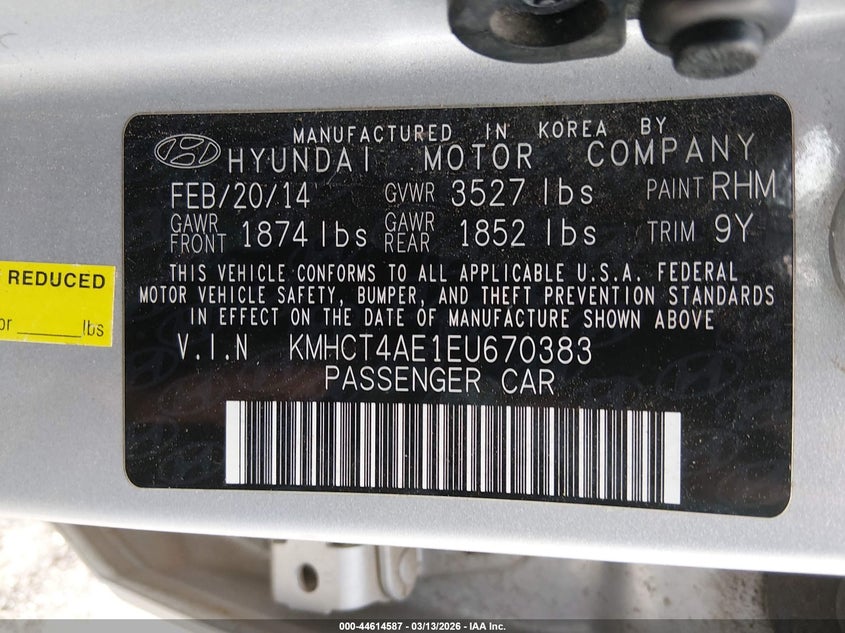 MANUFACTURED IN KOREA BY
HYUNDAI MOTOR COMPANY
FEB/20/14 GVWR 3527 lbs PAINT RHM
GAWR FRONT 1874 lbs GAWR REAR 1852 lbs TRIM 9Y
THIS VEHICLE CONFORMS TO ALL APPLICABLE U.S.A. FEDERAL
MOTOR VEHICLE SAFETY, BUMPER, AND THEFT PREVENTION STANDARDS
IN EFFECT ON THE DATE OF MANUFACTURE SHOWN ABOVE
V.I.N KMHCT4AE1EU670383
PASSENGER CAR
REDUCED
or ______lbs
000-44614587 - 03/13/2026 - IAA Inc.